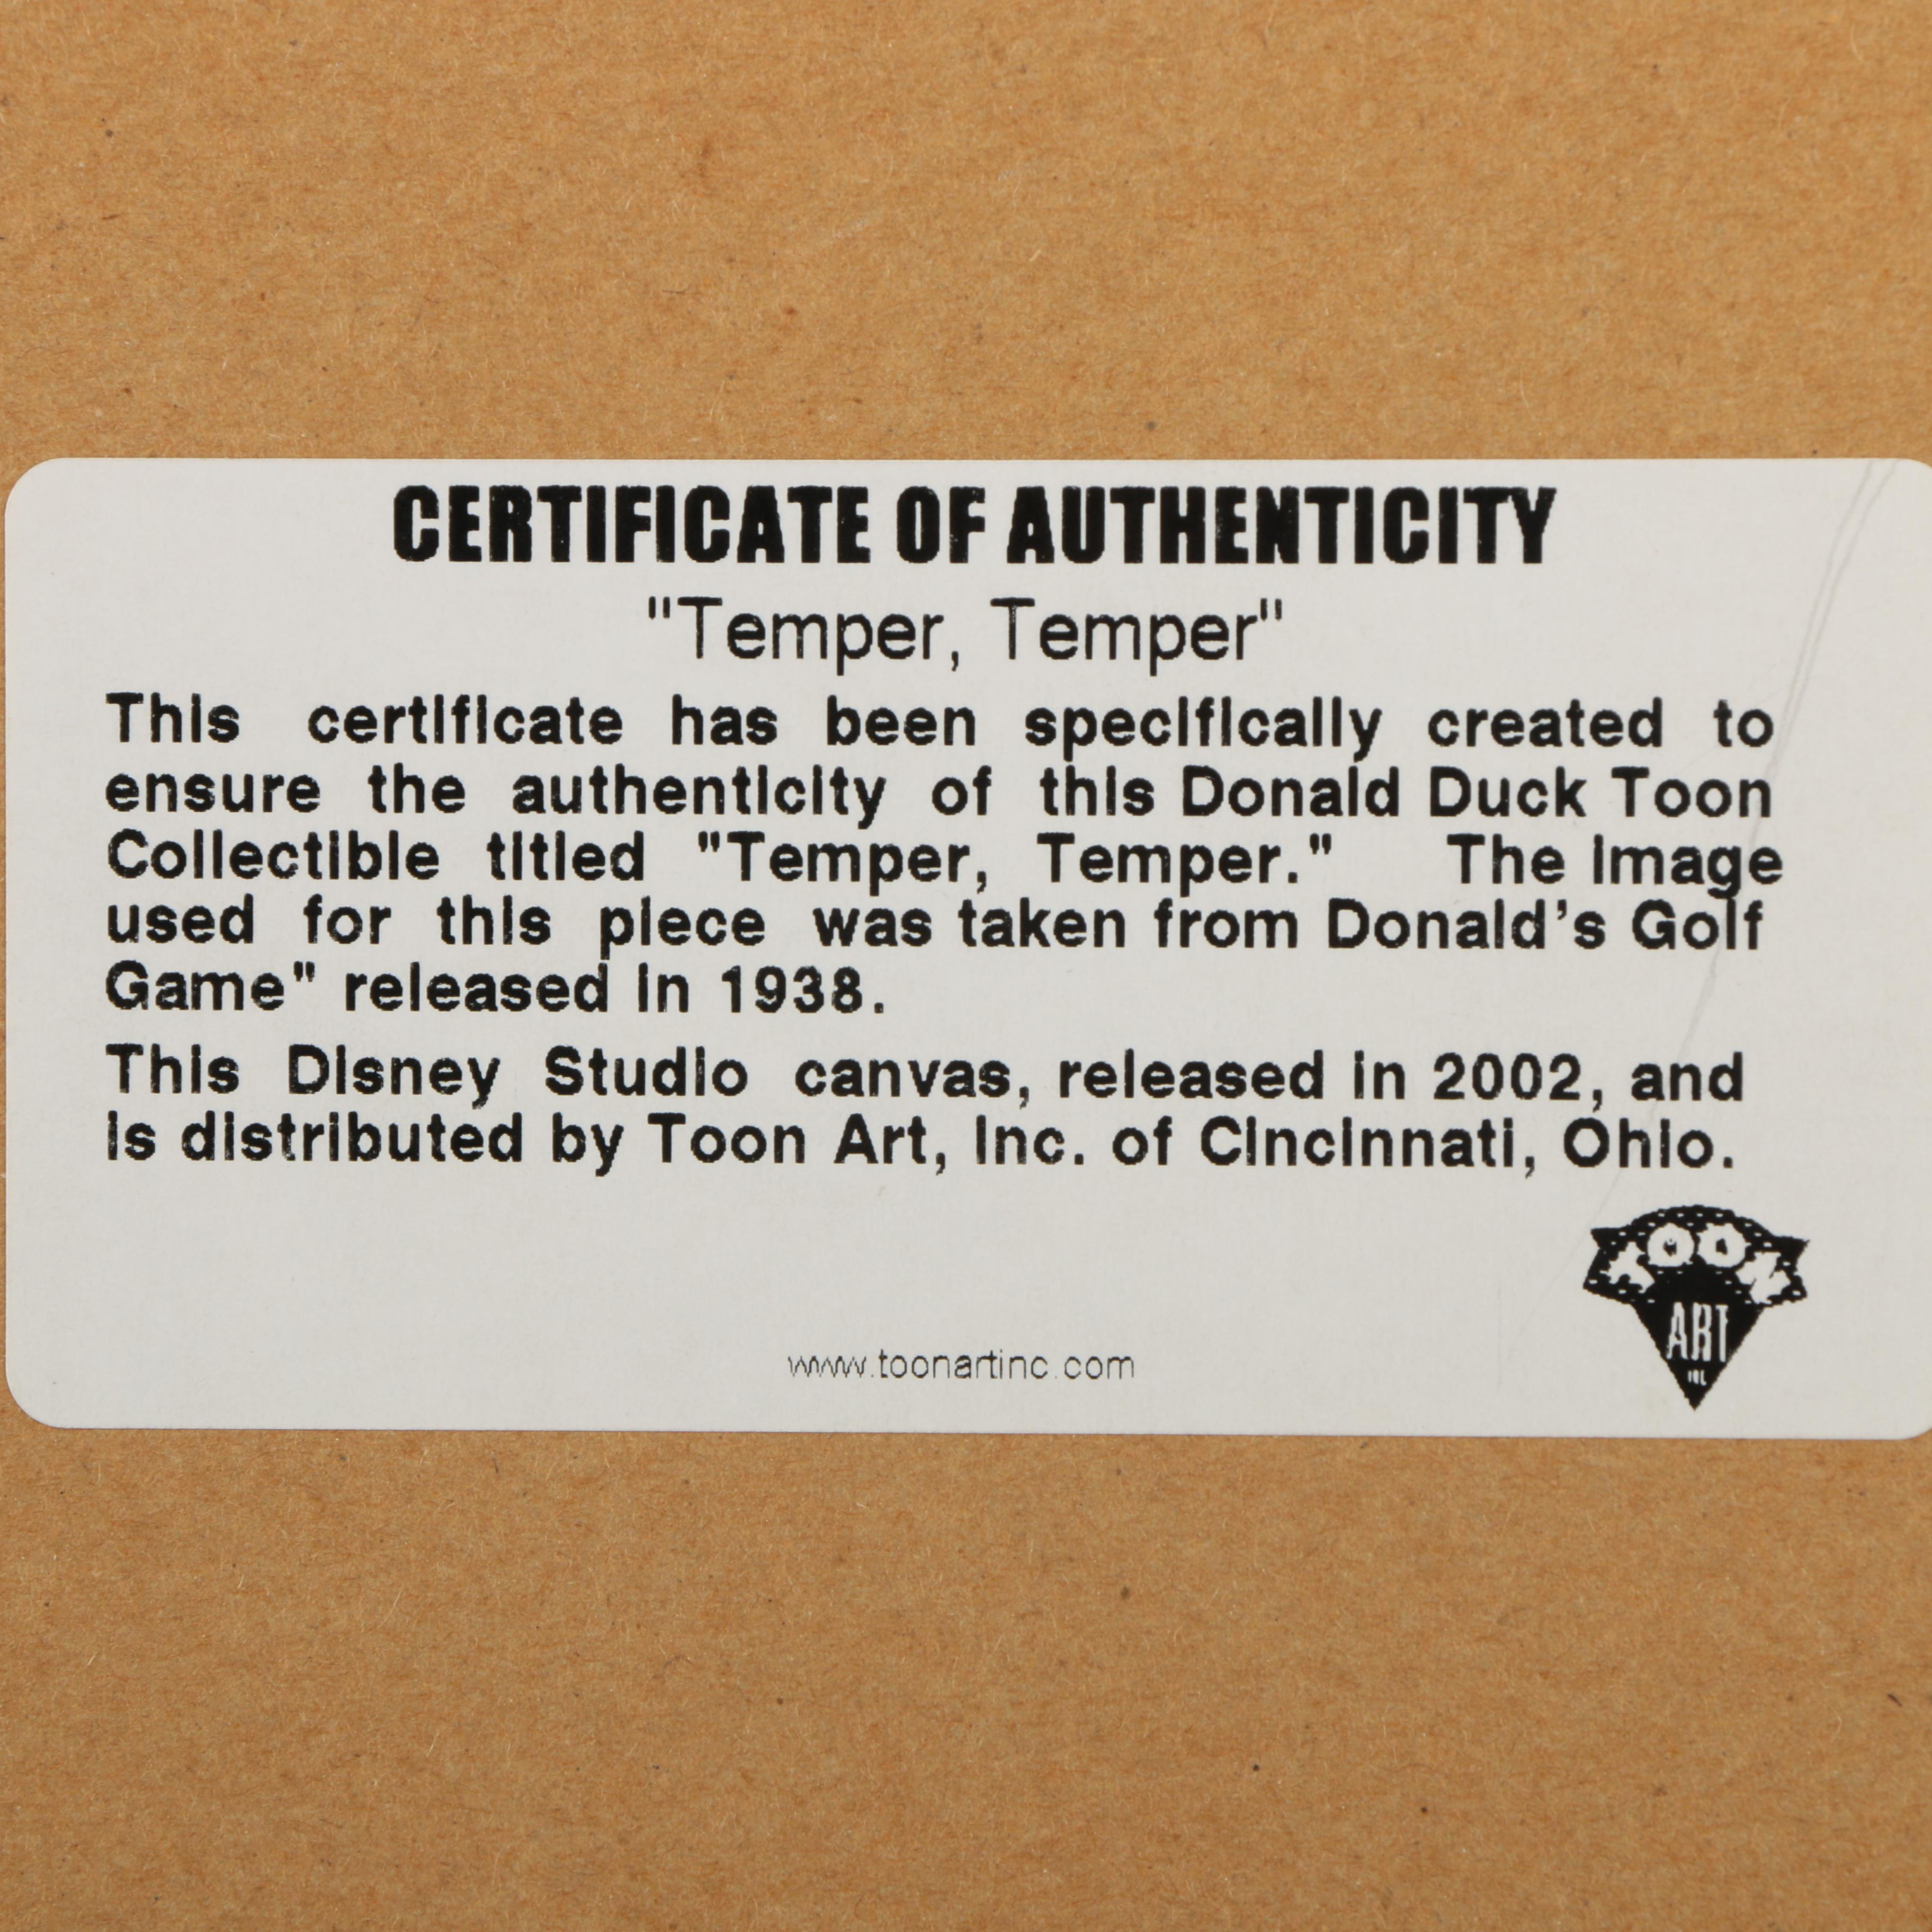 CERTIFICATE OF AUTHENTICITY
"Temper, Temper"
This certificate has been specifically created to
ensure the authenticity of this Donald Duck Toon
Collectible titled "Temper, Temper." The Image
used for this piece was taken from Donald's Golf
Game" released in 1938.
This Disney Studio canvas, released in 2002, and
is distributed by Toon Art, Inc. of Cincinnati, Ohio.
TOON
ART
INC
www.toonartinc.com